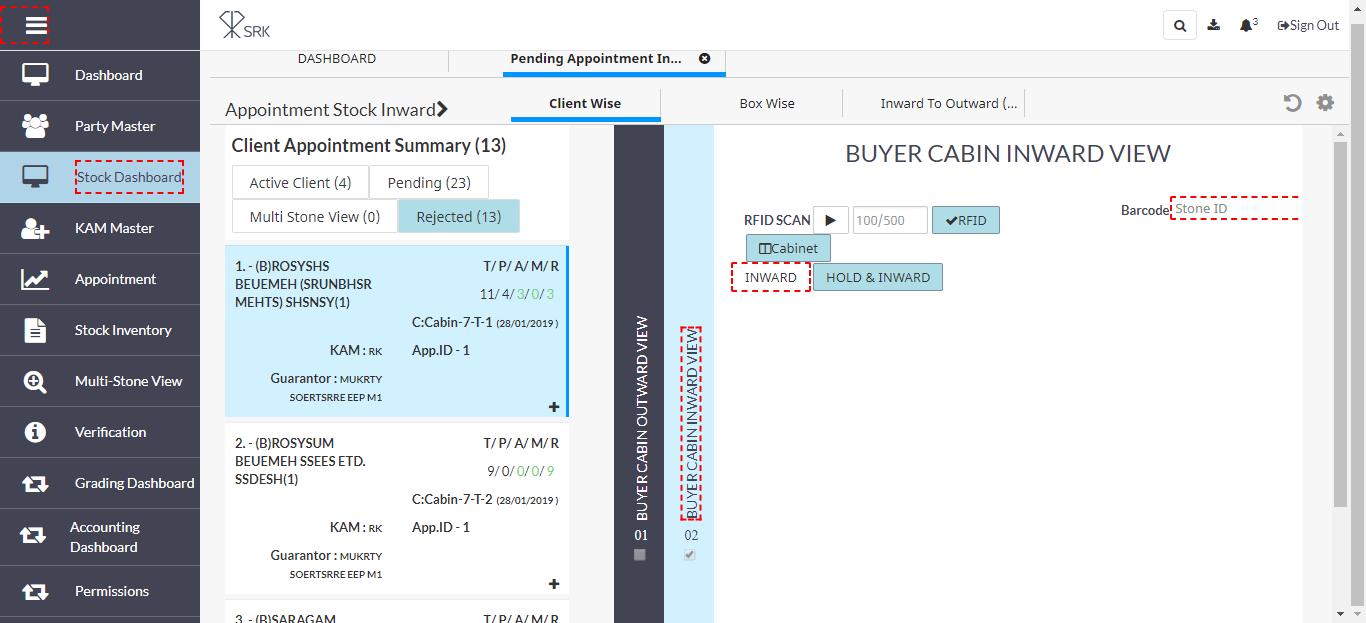 SRK
3
Sign Out
Dashboard
Party Master
Stock Dashboard
KAM Master
Appointment
Stock Inventory
Multi-Stone View
Verification
Grading Dashboard
Accounting
Dashboard
Permissions
DASHBOARD
Pending Appointment In...
Appointment Stock Inward
Client Wise
Box Wise
Inward To Outward (...
Client Appointment Summary (13)
Active Client (4)
Pending (23)
Multi Stone View (0)
Rejected (13)
1. - (B)ROSYSHS
BEUEMEH (SRUNBHSR
MEHTS) SHSNSY(1)
T/ P/ A/ M/ R
11/ 4/ 3/ 0/ 3
C:Cabin-7-T-1 (28/01/2019 )
KAM : RK
App.ID - 1
Guarantor : MUKRTY
SOERTSRRE EEP M1
2. - (B)ROSYSUM
BEUEMEH SSEES ETD.
SSDESH(1)
T/ P/ A/ M/ R
9/ 0/ 0/ 0/ 9
C:Cabin-7-T-2 (28/01/2019 )
KAM : RK
App.ID - 1
Guarantor : MUKRTY
SOERTSRRE EEP M1
3. - (B)SARAGAM
T/ P/ A/ M/ R
BUYER CABIN OUTWARD VIEW
01
BUYER CABIN INWARD VIEW
02
BUYER CABIN INWARD VIEW
RFID SCAN
100/500
RFID
Barcode
Stone ID
Cabinet
INWARD
HOLD & INWARD